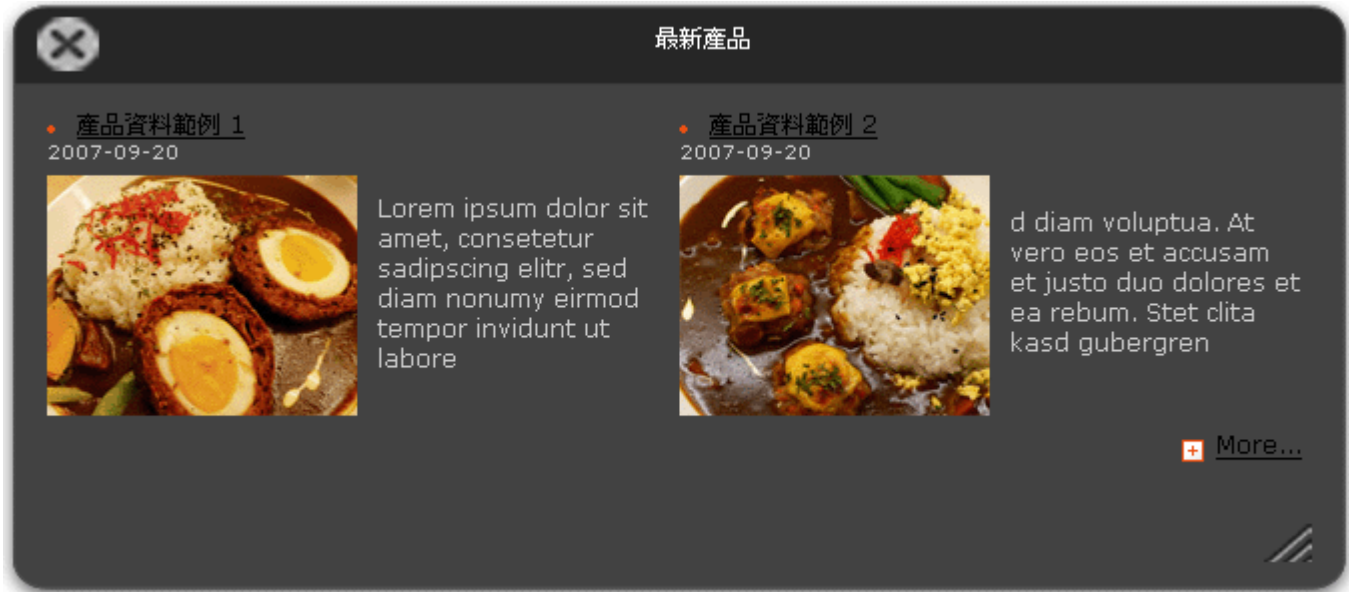 最新產品
產品資料範例 1
2007-09-20
Lorem ipsum dolor sit
amet, consetetur
sadipscing elitr, sed
diam nonumy eirmod
tempor invidunt ut
labore
產品資料範例 2
2007-09-20
d diam voluptua. At
vero eos et accusam
et justo duo dolores et
ea rebum. Stet clita
kasd gubergren
More...